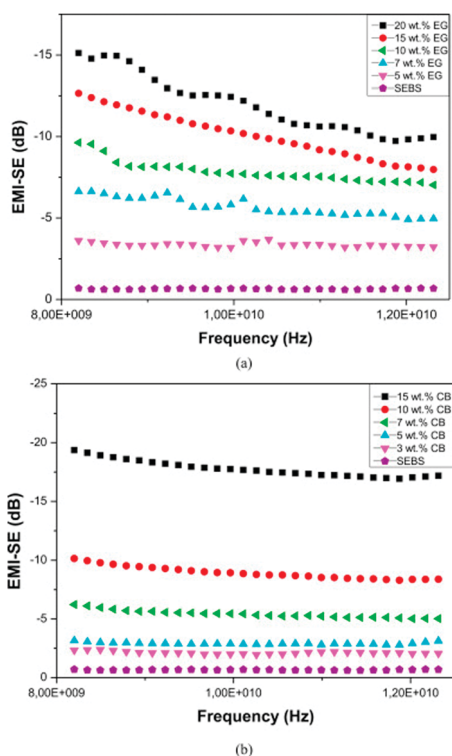 20 wt.% EG
15 wt.% EG
10 wt.% EG
7 wt.% EG
5 wt.% EG
SEBS
-15
-10
-5
0
EMI-SE (dB)
8,00E+009
1,00E+010
1,20E+010
Frequency (Hz)
(a)
15 wt.% CB
10 wt.% CB
7 wt.% CB
5 wt.% CB
3 wt.% CB
SEBS
-25
-20
-15
-10
-5
0
EMI-SE (dB)
8,00E+009
1,00E+010
1,20E+010
Frequency (Hz)
(b)